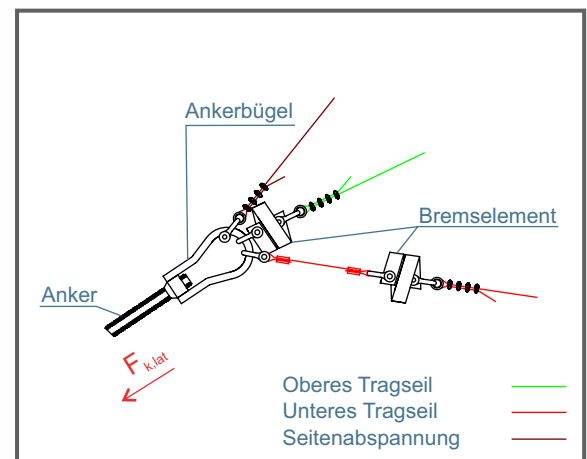 Ankerbügel
Bremselement
Anker
F k,lat
Oberes Tragseil
Unteres Tragseil
Seitenabspannung